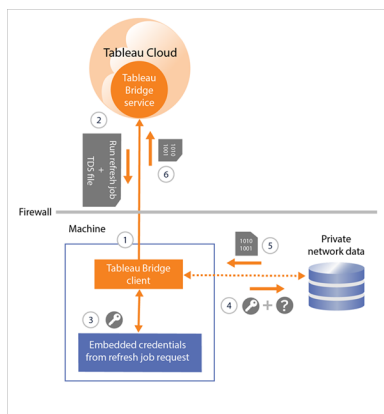 Tableau Cloud
Tableau
Bridge
service
2
Run refresh job
+
TDS file
1010
1001
6
Firewall
Machine
1
1010
1001
5
Private
network data
Tableau Bridge
client
4
+
?
3
Embedded credentials
from refresh job request